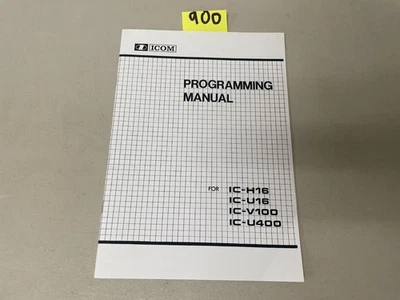 900
ICOM
PROGRAMMING
MANUAL
FOR IC-H16
IC-U16
IC-V100
IC-U400